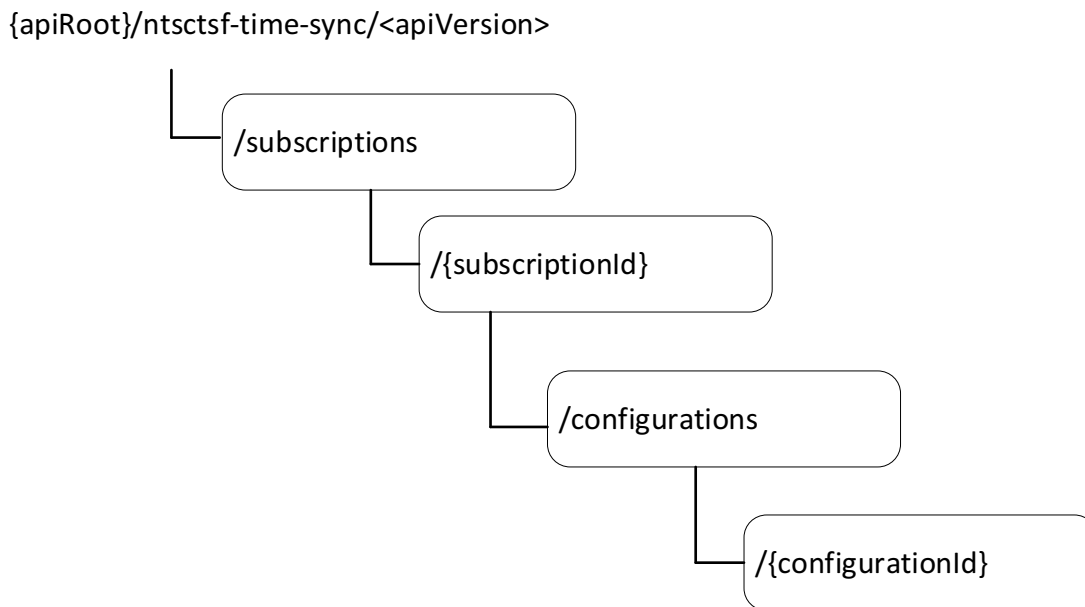 {apiRoot}/ntsctsf-time-sync/<apiVersion>
/subscriptions
/{subscriptionId}
/configurations
/{configurationId}